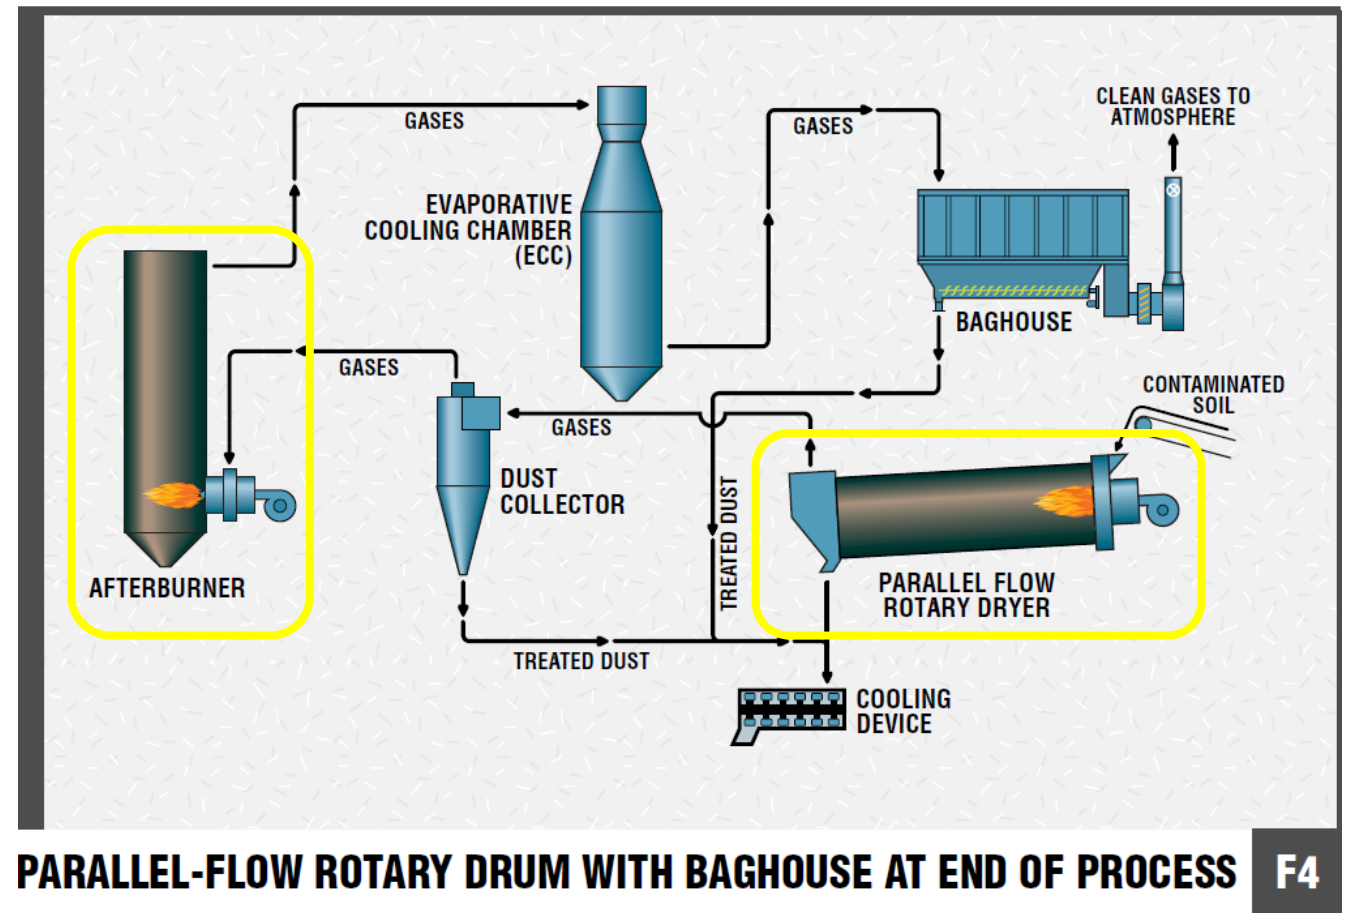 GASES
EVAPORATIVE
COOLING CHAMBER
(ECC)
GASES
CLEAN GASES TO
ATMOSPHERE
BAGHOUSE
GASES
CONTAMINATED
SOIL
GASES
DUST
COLLECTOR
TREATED DUST
AFTERBURNER
PARALLEL FLOW
ROTARY DRYER
TREATED DUST
COOLING
DEVICE
PARALLEL-FLOW ROTARY DRUM WITH BAGHOUSE AT END OF PROCESS
F4